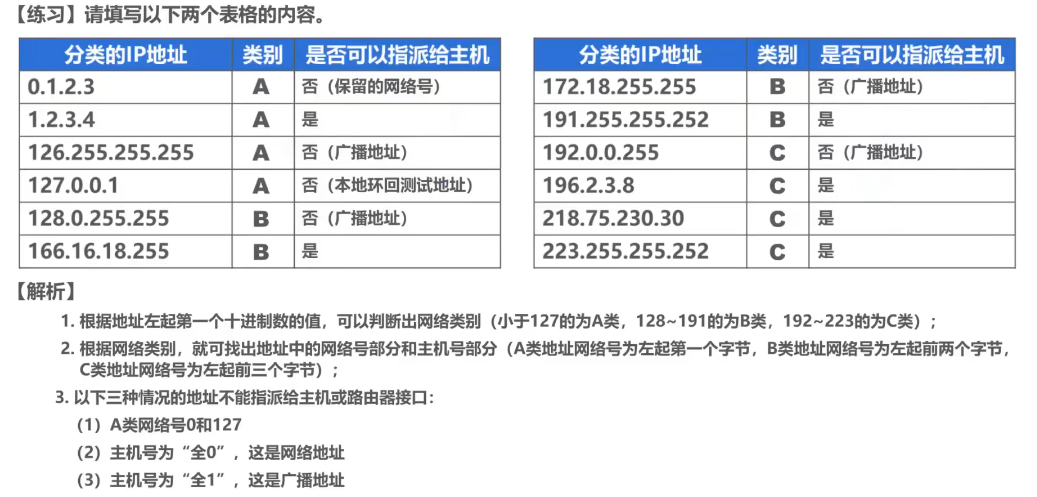 【练习】请填写以下两个表格的内容。
分类的IP地址 类别 是否可以指派给主机
0.1.2.3 A 否（保留的网络号）
1.2.3.4 A 是
126.255.255.255 A 否（广播地址）
127.0.0.1 A 否（本地环回测试地址）
128.0.255.255 B 否（广播地址）
166.16.18.255 B 是
分类的IP地址 类别 是否可以指派给主机
172.18.255.255 B 否（广播地址）
191.255.255.252 B 是
192.0.0.255 C 否（广播地址）
196.2.3.8 C 是
218.75.230.30 C 是
223.255.255.252 C 是
【解析】
1. 根据地址左起第一个十进制数的值，可以判断出网络类别（小于127的为A类，128~191的为B类，192~223的为C类）；
2. 根据网络类别，就可找出地址中的网络号部分和主机号部分（A类地址网络号为左起第一个字节，B类地址网络号为左起前两个字节，
C类地址网络号为左起前三个字节）；
3. 以下三种情况的地址不能指派给主机或路由器接口：
（1）A类网络号0和127
（2）主机号为“全0”，这是网络地址
（3）主机号为“全1”，这是广播地址